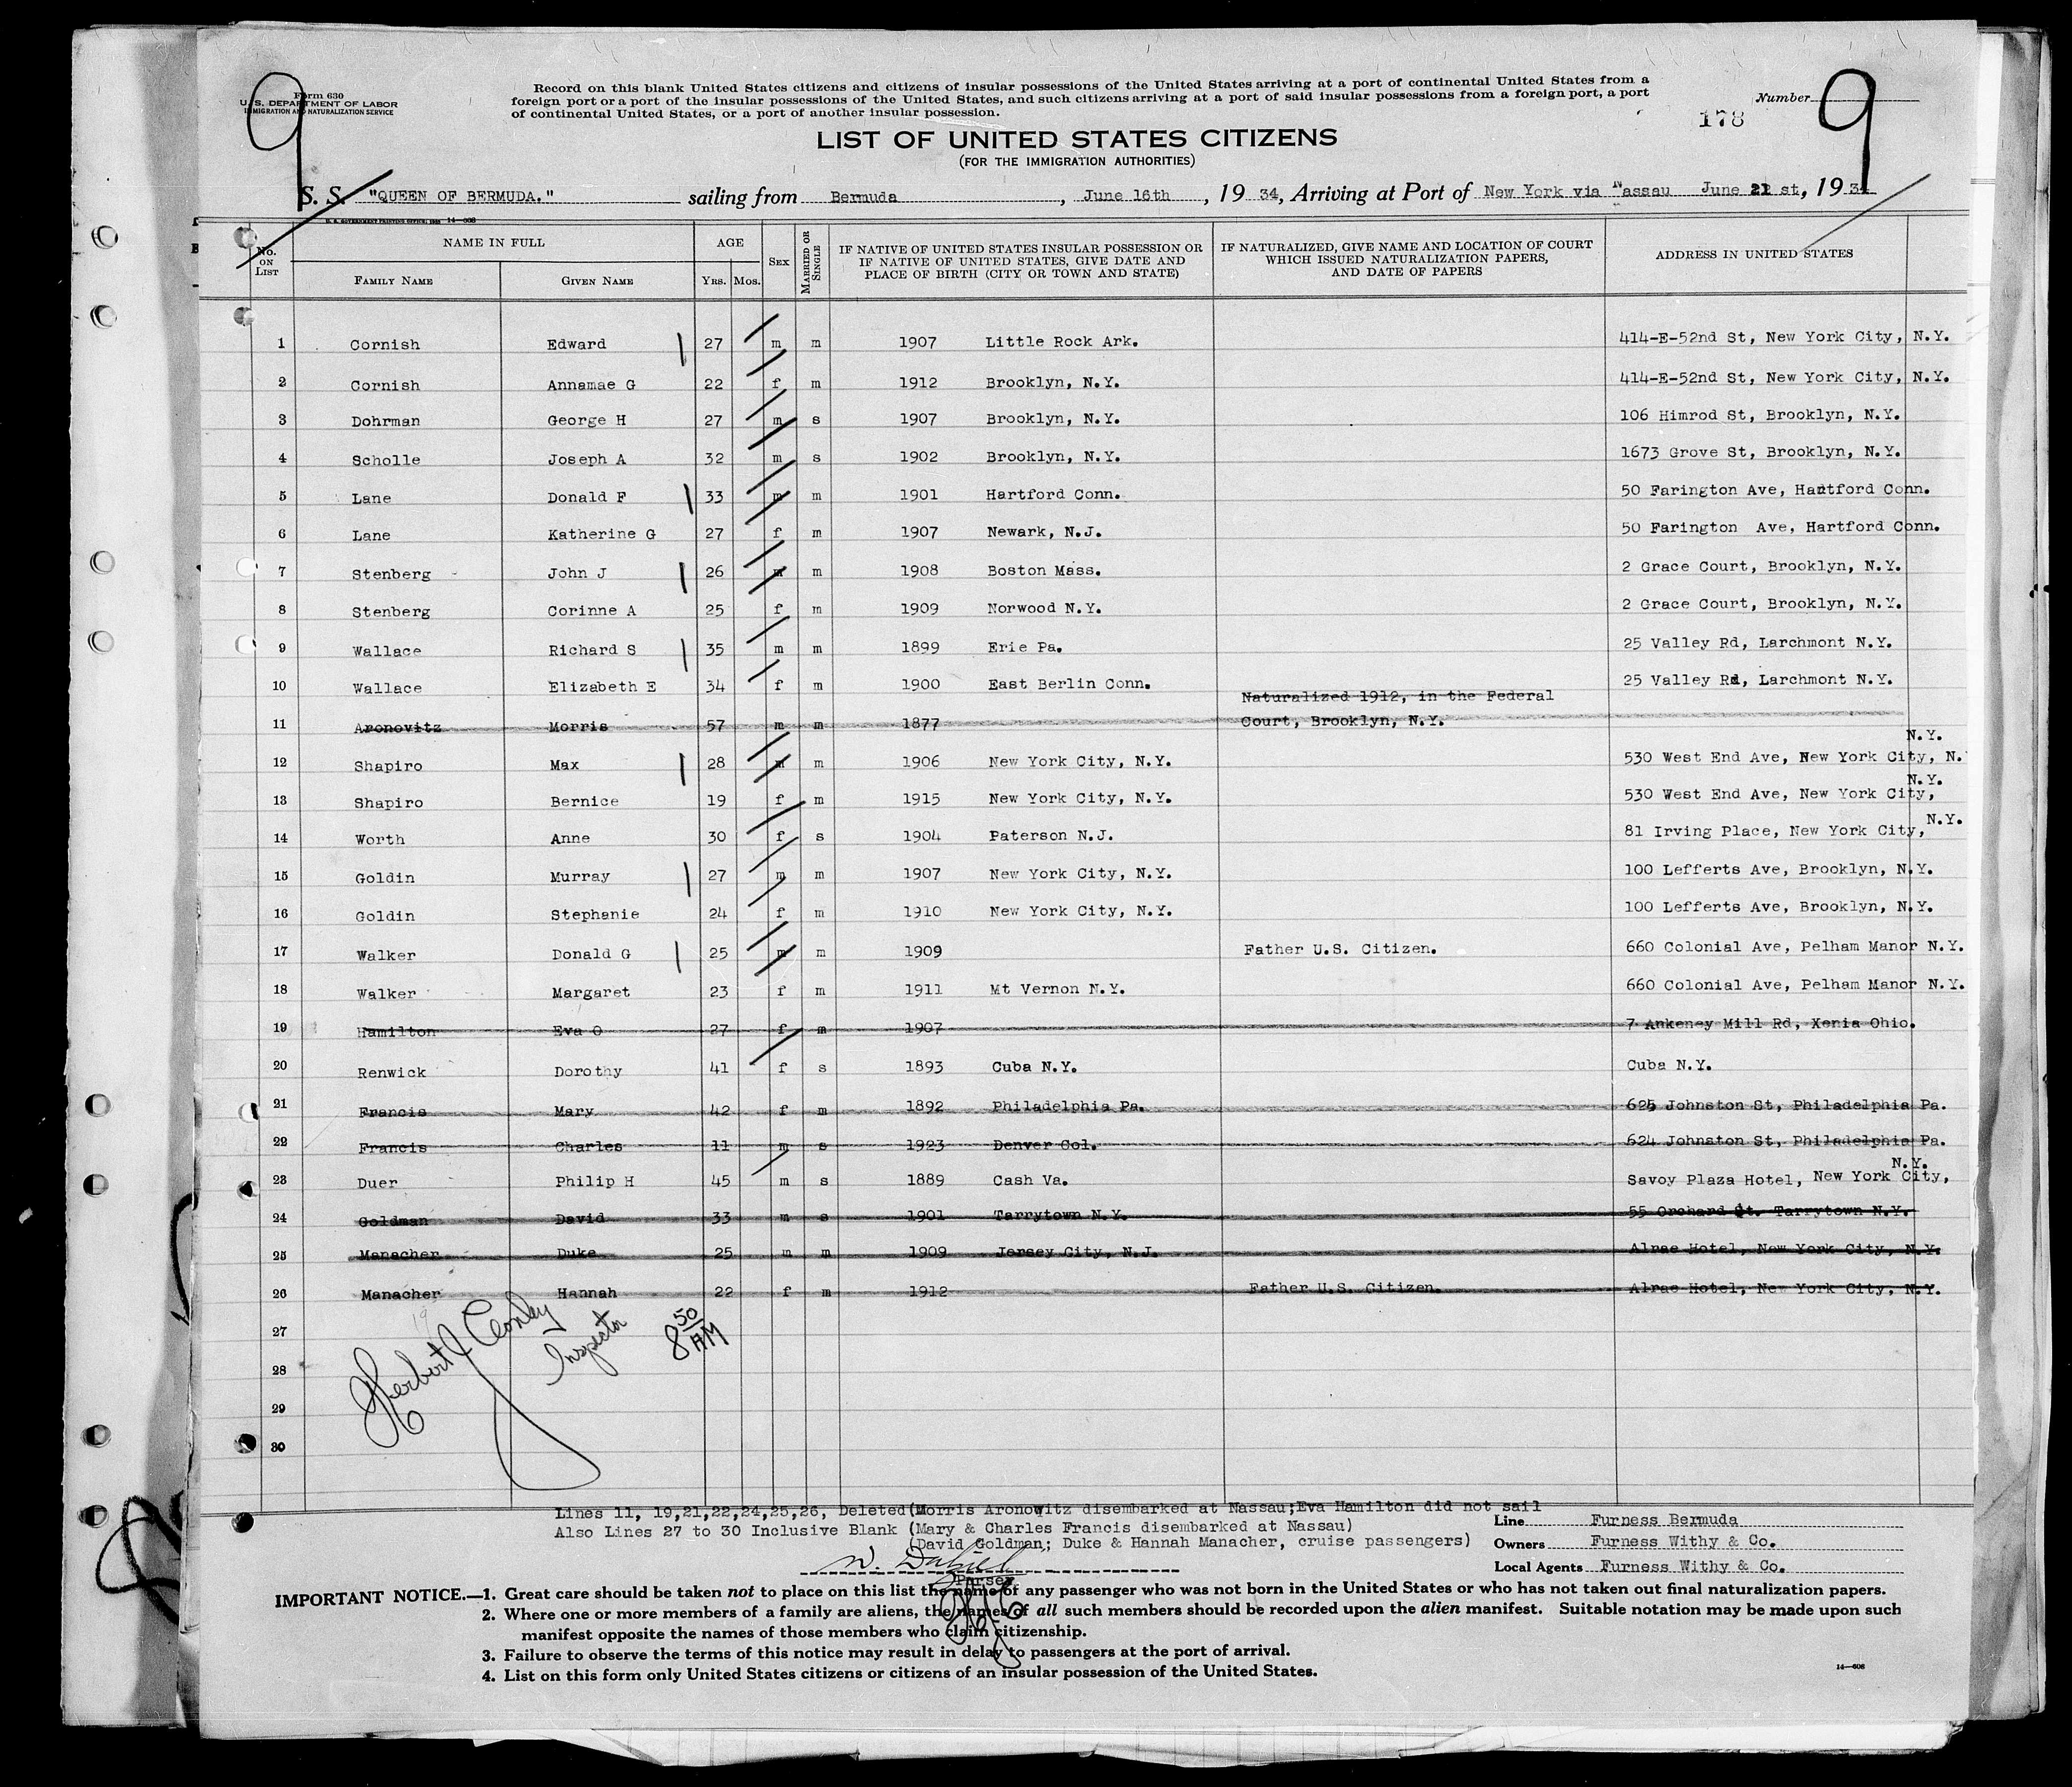 9
Form 630
U. S. DEPARTMENT OF LABOR
IMMIGRATION AND NATURALIZATION SERVICE
Record on this blank United States citizens and citizens of insular possessions of the United States arriving at a port of continental United States from a
foreign port or a port of the insular possessions of the United States, and such citizens arriving at a port of said insular possessions from a foreign port, a port
of continental United States, or a port of another insular possession.
Number 9
178
LIST OF UNITED STATES CITIZENS
(FOR THE IMMIGRATION AUTHORITIES)
S. S. "QUEEN OF BERMUDA." sailing from Bermuda, June 16th, 19 34, Arriving at Port of New York via Nassau June 21 st, 19 34
U. S. GOVERNMENT PRINTING OFFICE: 14-608
No. ON LIST NAME IN FULL AGE SEX MARRIED OR SINGLE IF NATIVE OF UNITED STATES INSULAR POSSESSION OR IF NATIVE OF UNITED STATES, GIVE DATE AND PLACE OF BIRTH (CITY OR TOWN AND STATE) IF NATURALIZED, GIVE NAME AND LOCATION OF COURT WHICH ISSUED NATURALIZATION PAPERS, AND DATE OF PAPERS ADDRESS IN UNITED STATES
FAMILY NAME GIVEN NAME YRS. MOS.
1 Cornish Edward 27 m m 1907 Little Rock Ark. 414-E-52nd St, New York City, N.Y.
2 Cornish Annamae G 22 f m 1912 Brooklyn, N.Y. 414-E-52nd St, New York City, N.Y.
3 Dohrman George H 27 m s 1907 Brooklyn, N.Y. 106 Himrod St, Brooklyn, N.Y.
4 Scholle Joseph A 32 m s 1902 Brooklyn, N.Y. 1673 Grove St, Brooklyn, N.Y.
5 Lane Donald F 33 m m 1901 Hartford Conn. 50 Farington Ave, Hartford Conn.
6 Lane Katherine G 27 f m 1907 Newark, N.J. 50 Farington Ave, Hartford Conn.
7 Stenberg John J 26 m m 1908 Boston Mass. 2 Grace Court, Brooklyn, N.Y.
8 Stenberg Corinne A 25 f m 1909 Norwood N.Y. 2 Grace Court, Brooklyn, N.Y.
9 Wallace Richard S 35 m m 1899 Erie Pa. 25 Valley Rd, Larchmont N.Y.
10 Wallace Elizabeth E 34 f m 1900 East Berlin Conn. 25 Valley Rd, Larchmont N.Y.
11 Aronovitz Morris 57 m m 1877 Naturalized 1912, in the Federal Court, Brooklyn, N.Y.
12 Shapiro Max 28 m m 1906 New York City, N.Y. 530 West End Ave, New York City, N. N.Y.
13 Shapiro Bernice 19 f m 1915 New York City, N.Y. 530 West End Ave, New York City, N.Y.
14 Worth Anne 30 f s 1904 Paterson N.J. 81 Irving Place, New York City, N.Y.
15 Goldin Murray 27 m m 1907 New York City, N.Y. 100 Lefferts Ave, Brooklyn, N.Y.
16 Goldin Stephanie 24 f m 1910 New York City, N.Y. 100 Lefferts Ave, Brooklyn, N.Y.
17 Walker Donald G 25 m m 1909 Father U.S. Citizen. 660 Colonial Ave, Pelham Manor N.Y.
18 Walker Margaret 23 f m 1911 Mt Vernon N.Y. 660 Colonial Ave, Pelham Manor N.Y.
19 Hamilton Eva O 27 f m 1907 7 Ankeney Mill Rd, Xenia Ohio.
20 Renwick Dorothy 41 f s 1893 Cuba N.Y. Cuba N.Y.
21 Francis Mary 42 f m 1892 Philadelphia Pa. 624 Johnston St, Philadelphia Pa.
22 Francis Charles 11 m s 1923 Denver Col. 624 Johnston St, Philadelphia Pa.
23 Duer Philip H 45 m s 1889 Cash Va. Savoy Plaza Hotel, New York City, N.Y.
24 Goldman David 33 m s 1901 Tarrytown N.Y. 55 Orchard St. Tarrytown N.Y.
25 Manacher Duke 25 m m 1909 Jersey City, N.J. Alrae Hotel, New York City, N.Y.
26 Manacher Hannah 22 f m 1912 Father U.S. Citizen. Alrae Hotel, New York City, N.Y.
27
28
29
30
Herbert J Conley
Inspector
8 50 AM
Lines 11, 19,21,22,24,25,26, Deleted(Morris Aronowitz disembarked at Nassau;Eva Hamilton did not sail
Also Lines 27 to 30 Inclusive Blank (Mary & Charles Francis disembarked at Nassau)
(David Goldman; Duke & Hannah Manacher, cruise passengers)
Purser
Line Furness Bermuda
Owners Furness Withy & Co.
Local Agents Furness Withy & Co.
IMPORTANT NOTICE.—1. Great care should be taken not to place on this list the name of any passenger who was not born in the United States or who has not taken out final naturalization papers.
2. Where one or more members of a family are aliens, the names of all such members should be recorded upon the alien manifest. Suitable notation may be made upon such
manifest opposite the names of those members who claim citizenship.
3. Failure to observe the terms of this notice may result in delay to passengers at the port of arrival.
4. List on this form only United States citizens or citizens of an insular possession of the United States.
14—608